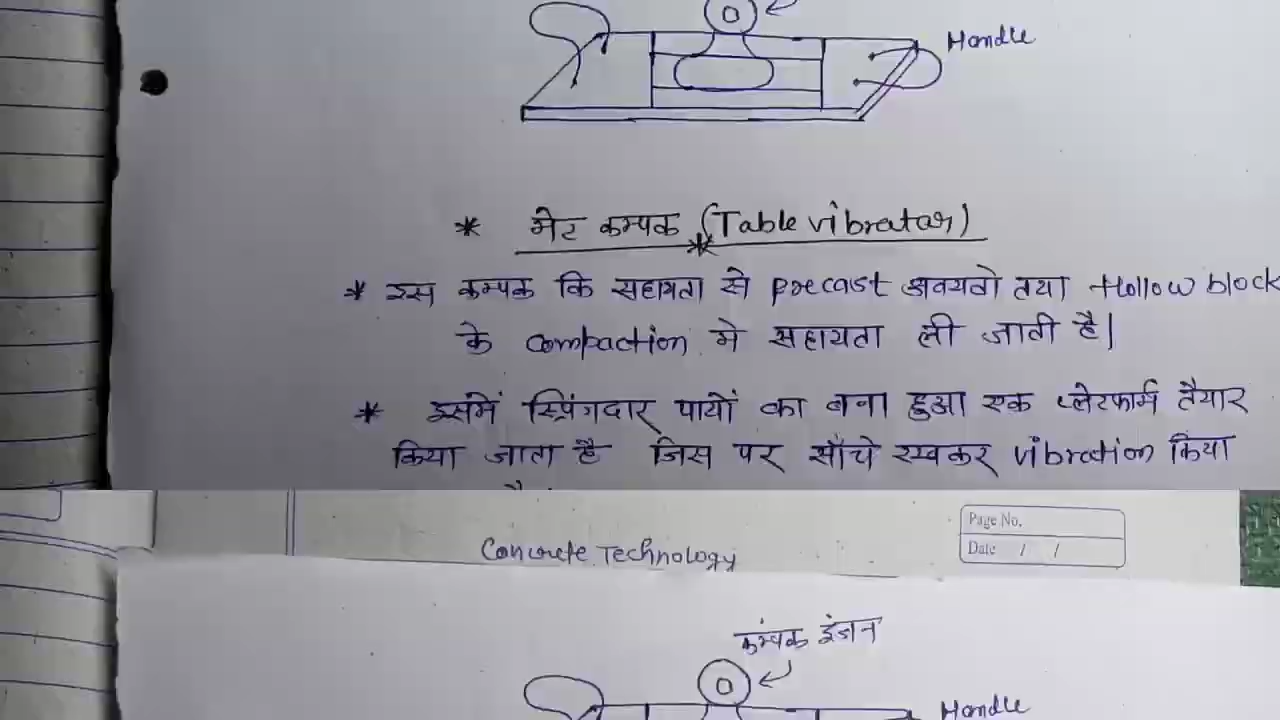 Handle
* मेट कम्पक (Table vibrator)
* इस कम्पक कि सहायता से precast अवयवो तथा Hollow block
के compaction मे सहायता ली जाती है|
* इसमें स्प्रिंगदार पायों का बना हुआ एक प्लेटफार्म तैयार
किया जाता है जिस पर साँचे रखकर vibration किया
Page No.
Date / /
Concrete Technology
कंम्पक इंजन
Handle